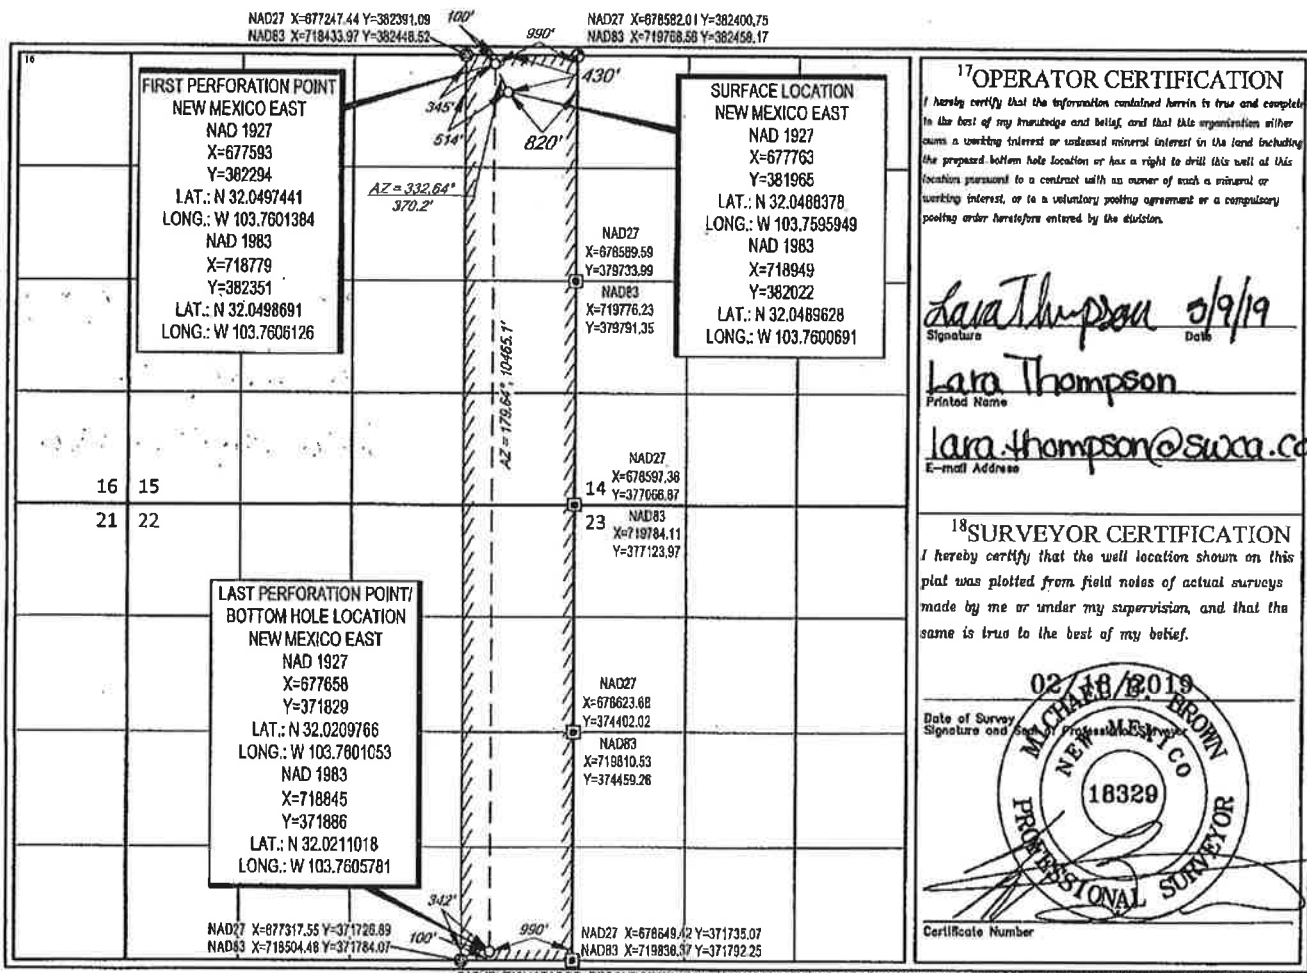 NAD27 X=677247.44 Y=382391.09
NAD83 X=718433.97 Y=382448.52
100'
990'
NAD27 X=678582.01 Y=382400.75
NAD83 X=719768.58 Y=382458.17
16
345'
514'
430'
820'
AZ = 332.64°
370.2'
FIRST PERFORATION POINT
NEW MEXICO EAST
NAD 1927
X=677593
Y=382294
LAT.: N 32.0497441
LONG.: W 103.7601384
NAD 1983
X=718779
Y=382351
LAT.: N 32.0498691
LONG.: W 103.7606126
SURFACE LOCATION
NEW MEXICO EAST
NAD 1927
X=677763
Y=381965
LAT.: N 32.0488378
LONG.: W 103.7595949
NAD 1983
X=718949
Y=382022
LAT.: N 32.0489628
LONG.: W 103.7600691
NAD27
X=678589.59
Y=379733.99
NAD83
X=719776.23
Y=379791.35
AZ = 179.64°, 10465.1'
16 15
21 22
14
23
NAD27
X=678597.38
Y=377066.87
NAD83
X=719784.11
Y=377123.97
LAST PERFORATION POINT/
BOTTOM HOLE LOCATION
NEW MEXICO EAST
NAD 1927
X=677658
Y=371829
LAT.: N 32.0209766
LONG.: W 103.7601053
NAD 1983
X=718845
Y=371886
LAT.: N 32.0211018
LONG.: W 103.7605781
NAD27
X=678623.68
Y=374402.02
NAD83
X=719810.53
Y=374459.26
342'
100'
990'
NAD27 X=677317.55 Y=371726.89
NAD83 X=718504.48 Y=371784.07
NAD27 X=678649.42 Y=371735.07
NAD83 X=719836.37 Y=371792.25
17 OPERATOR CERTIFICATION
I hereby certify that the information contained herein is true and complete
to the best of my knowledge and belief, and that this organization either
owns a working interest or unleased mineral interest in the land including
the proposed bottom hole location or has a right to drill this well at this
location pursuant to a contract with an owner of such a mineral or
working interest, or to a voluntary pooling agreement or a compulsory
pooling order heretofore entered by the division.
Lara Thompson 5/9/19
Signature Date
Lara Thompson
Printed Name
lara.thompson@swca.co
E-mail Address
18 SURVEYOR CERTIFICATION
I hereby certify that the well location shown on this
plat was plotted from field notes of actual surveys
made by me or under my supervision, and that the
same is true to the best of my belief.
02/18/2019
Date of Survey
Signature and Seal of Professional Surveyor
MICHAEL B. BROWN
NEW MEXICO
18329
PROFESSIONAL SURVEYOR
Certificate Number